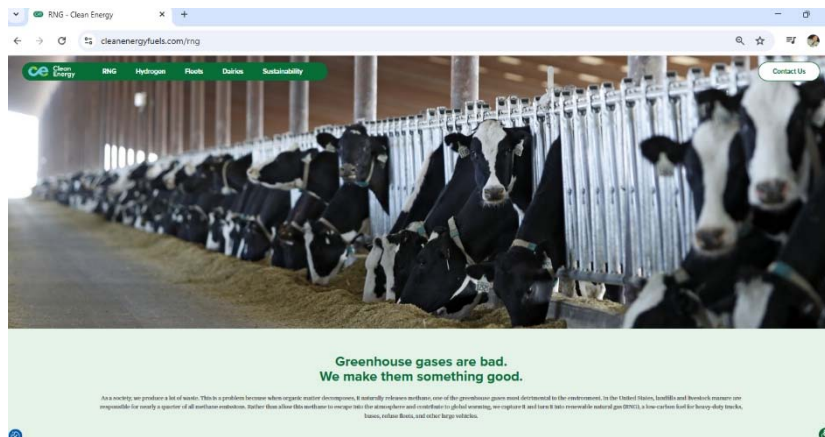 RNG - Clean Energy
cleanenergyfuels.com/rng
ce Clean Energy
RNG
Hydrogen
Fleets
Dairies
Sustainability
Contact Us
Greenhouse gases are bad.
We make them something good.
As a society, we produce a lot of waste. This is a problem because when organic matter decomposes, it naturally releases methane, one of the greenhouse gases most detrimental to the environment. In the United States, landfills and livestock manure are
responsible for nearly a quarter of all methane emissions. Rather than allow this methane to escape into the atmosphere and contribute to global warming, we capture it and turn it into renewable natural gas (RNG), a low-carbon fuel for heavy-duty trucks,
buses, refuse fleets, and other large vehicles.